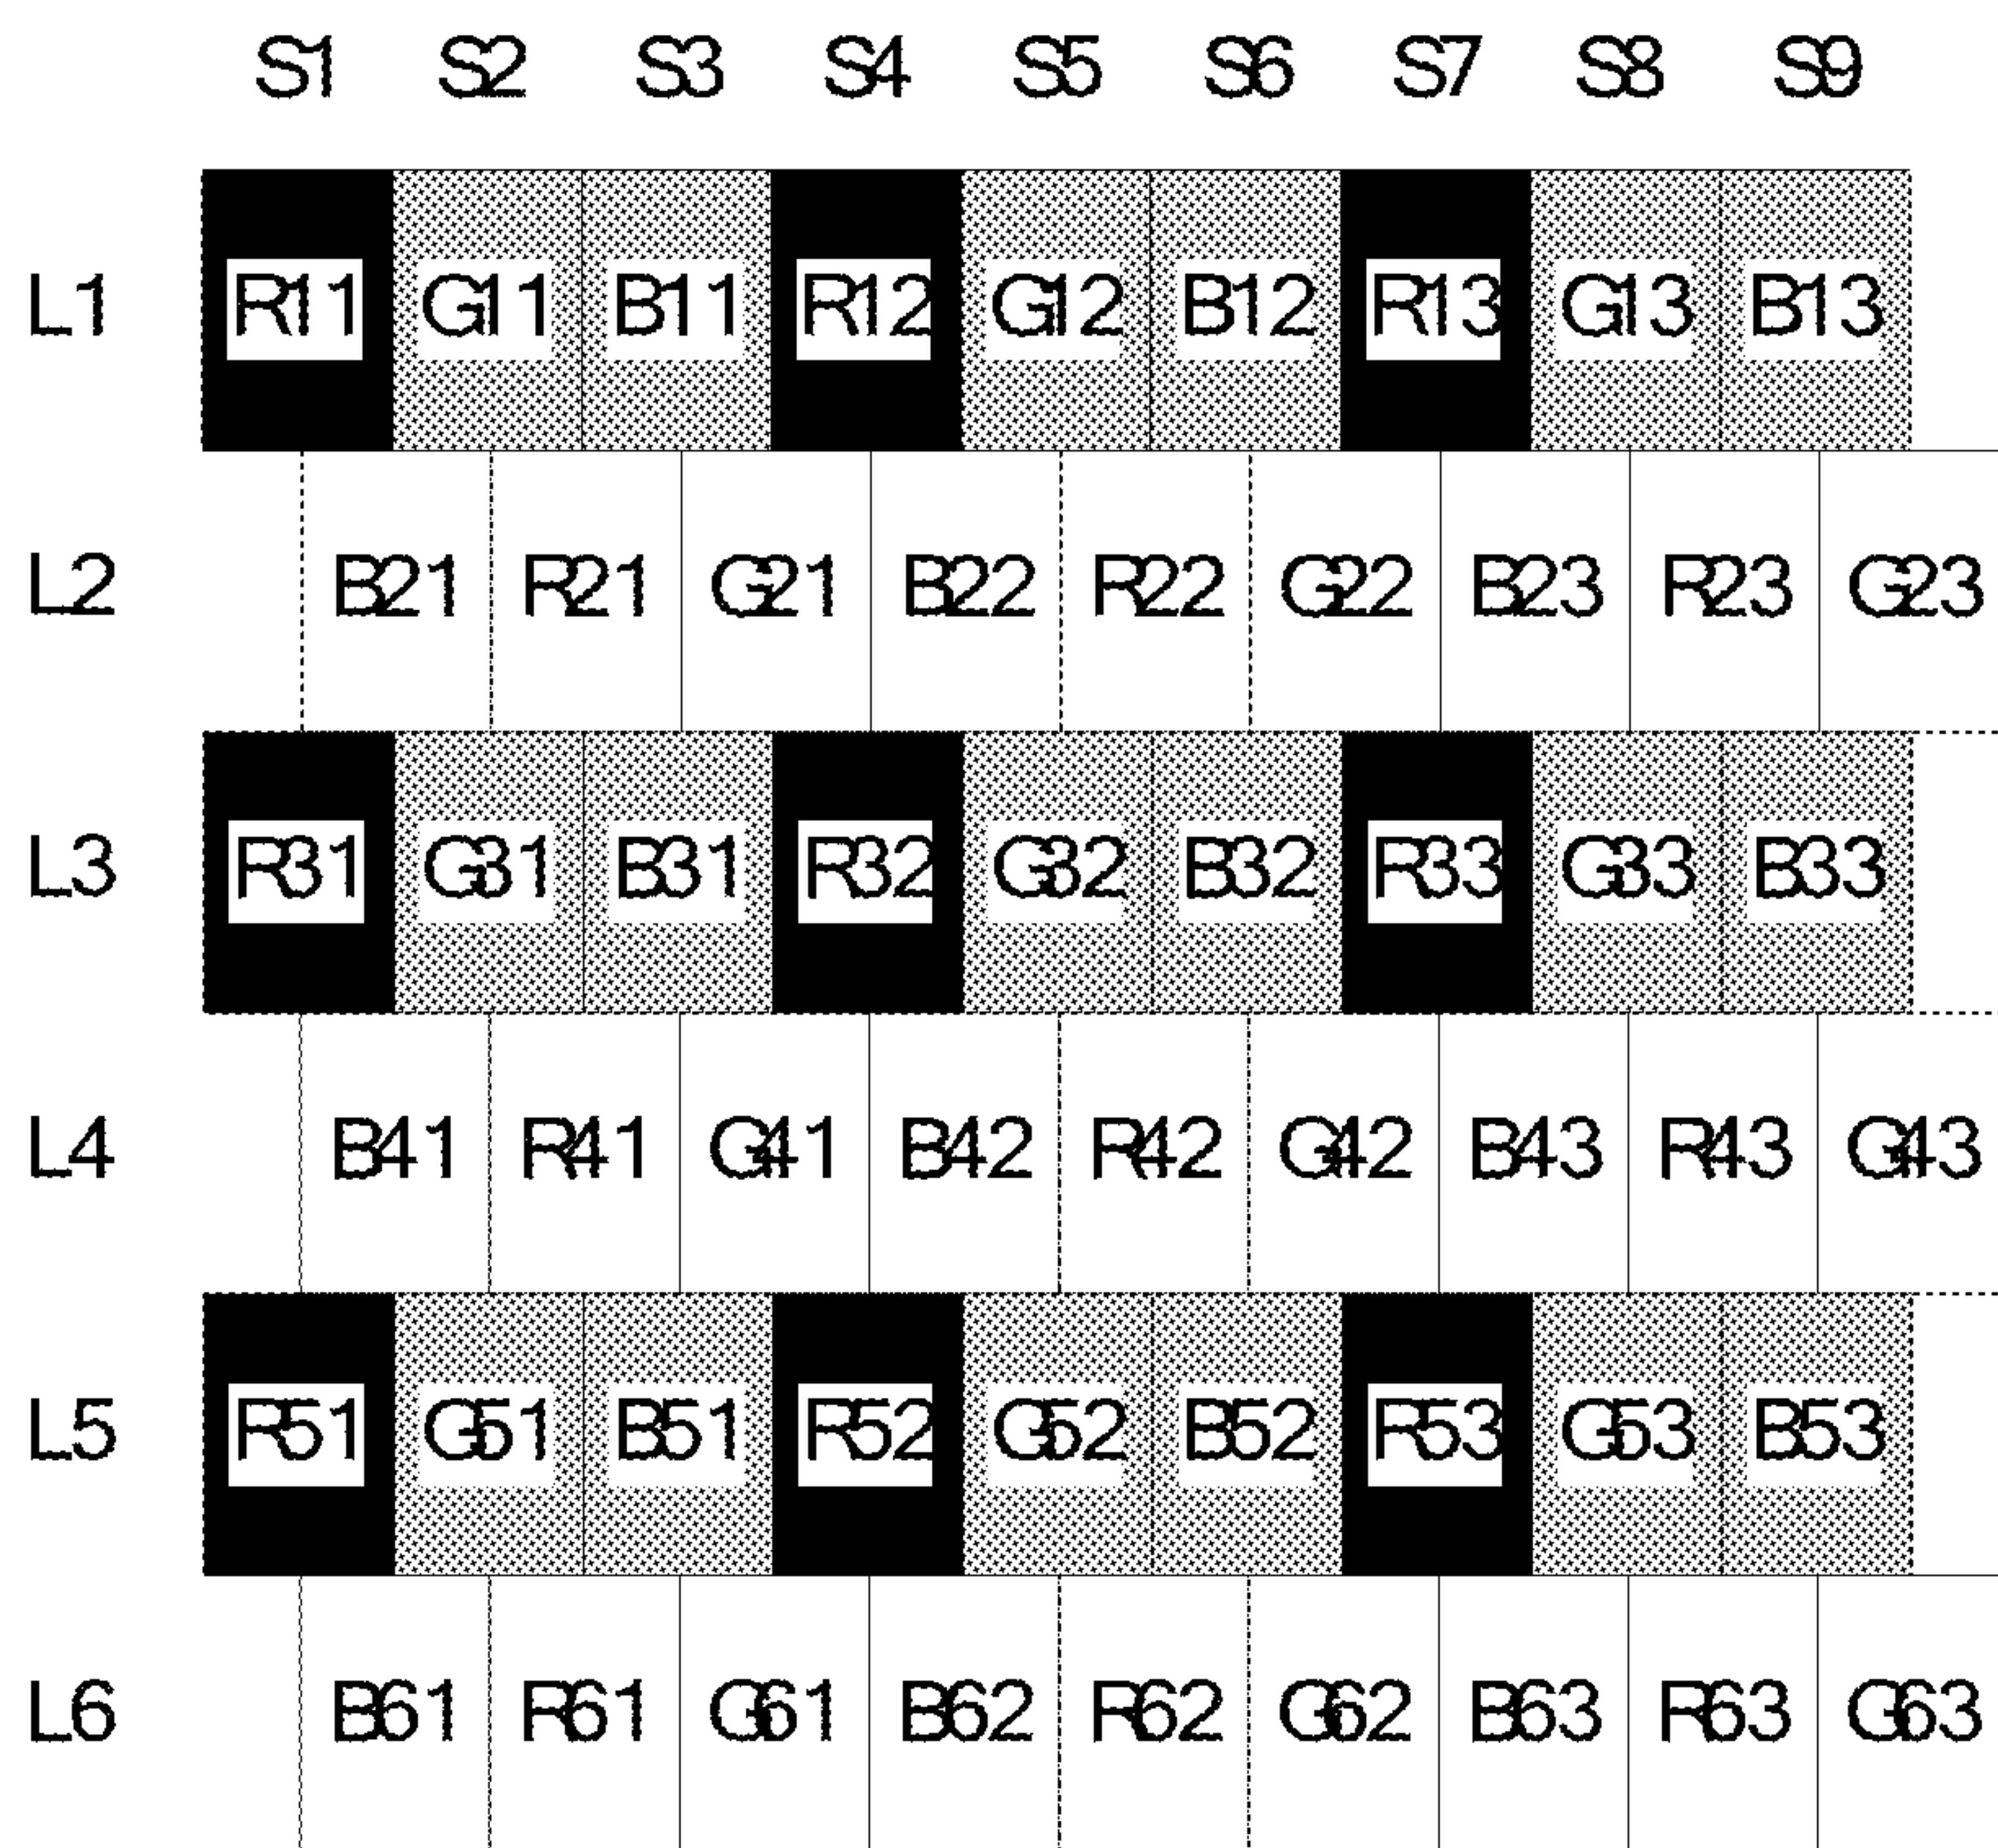 S1 S2 S3 S4 S5 S6 S7 S8 S9
L1 R11 G11 B11 R12 G12 B12 R13 G13 B13
L2 B21 R21 G21 B22 R22 G22 B23 R23 G23
L3 R31 G31 B31 R32 G32 B32 R33 G33 B33
L4 B41 R41 G41 B42 R42 G42 B43 R43 G43
L5 R51 G51 B51 R52 G52 B52 R53 G53 B53
L6 B61 R61 G61 B62 R62 G62 B63 R63 G63